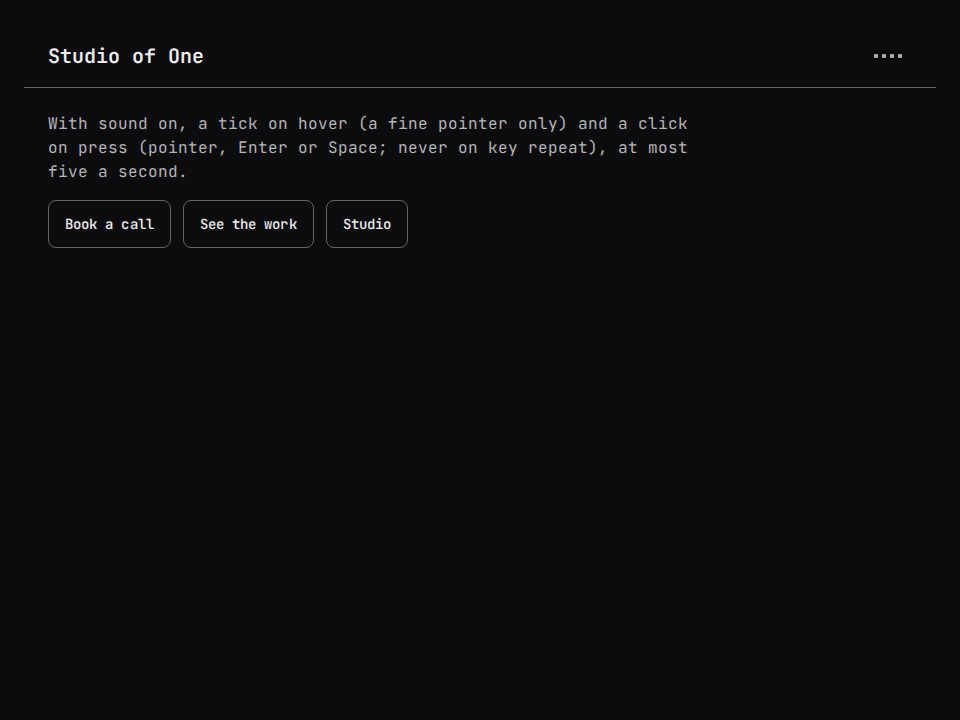 Studio of One
With sound on, a tick on hover (a fine pointer only) and a click
on press (pointer, Enter or Space; never on key repeat), at most
five a second.
Book a call
See the work
Studio